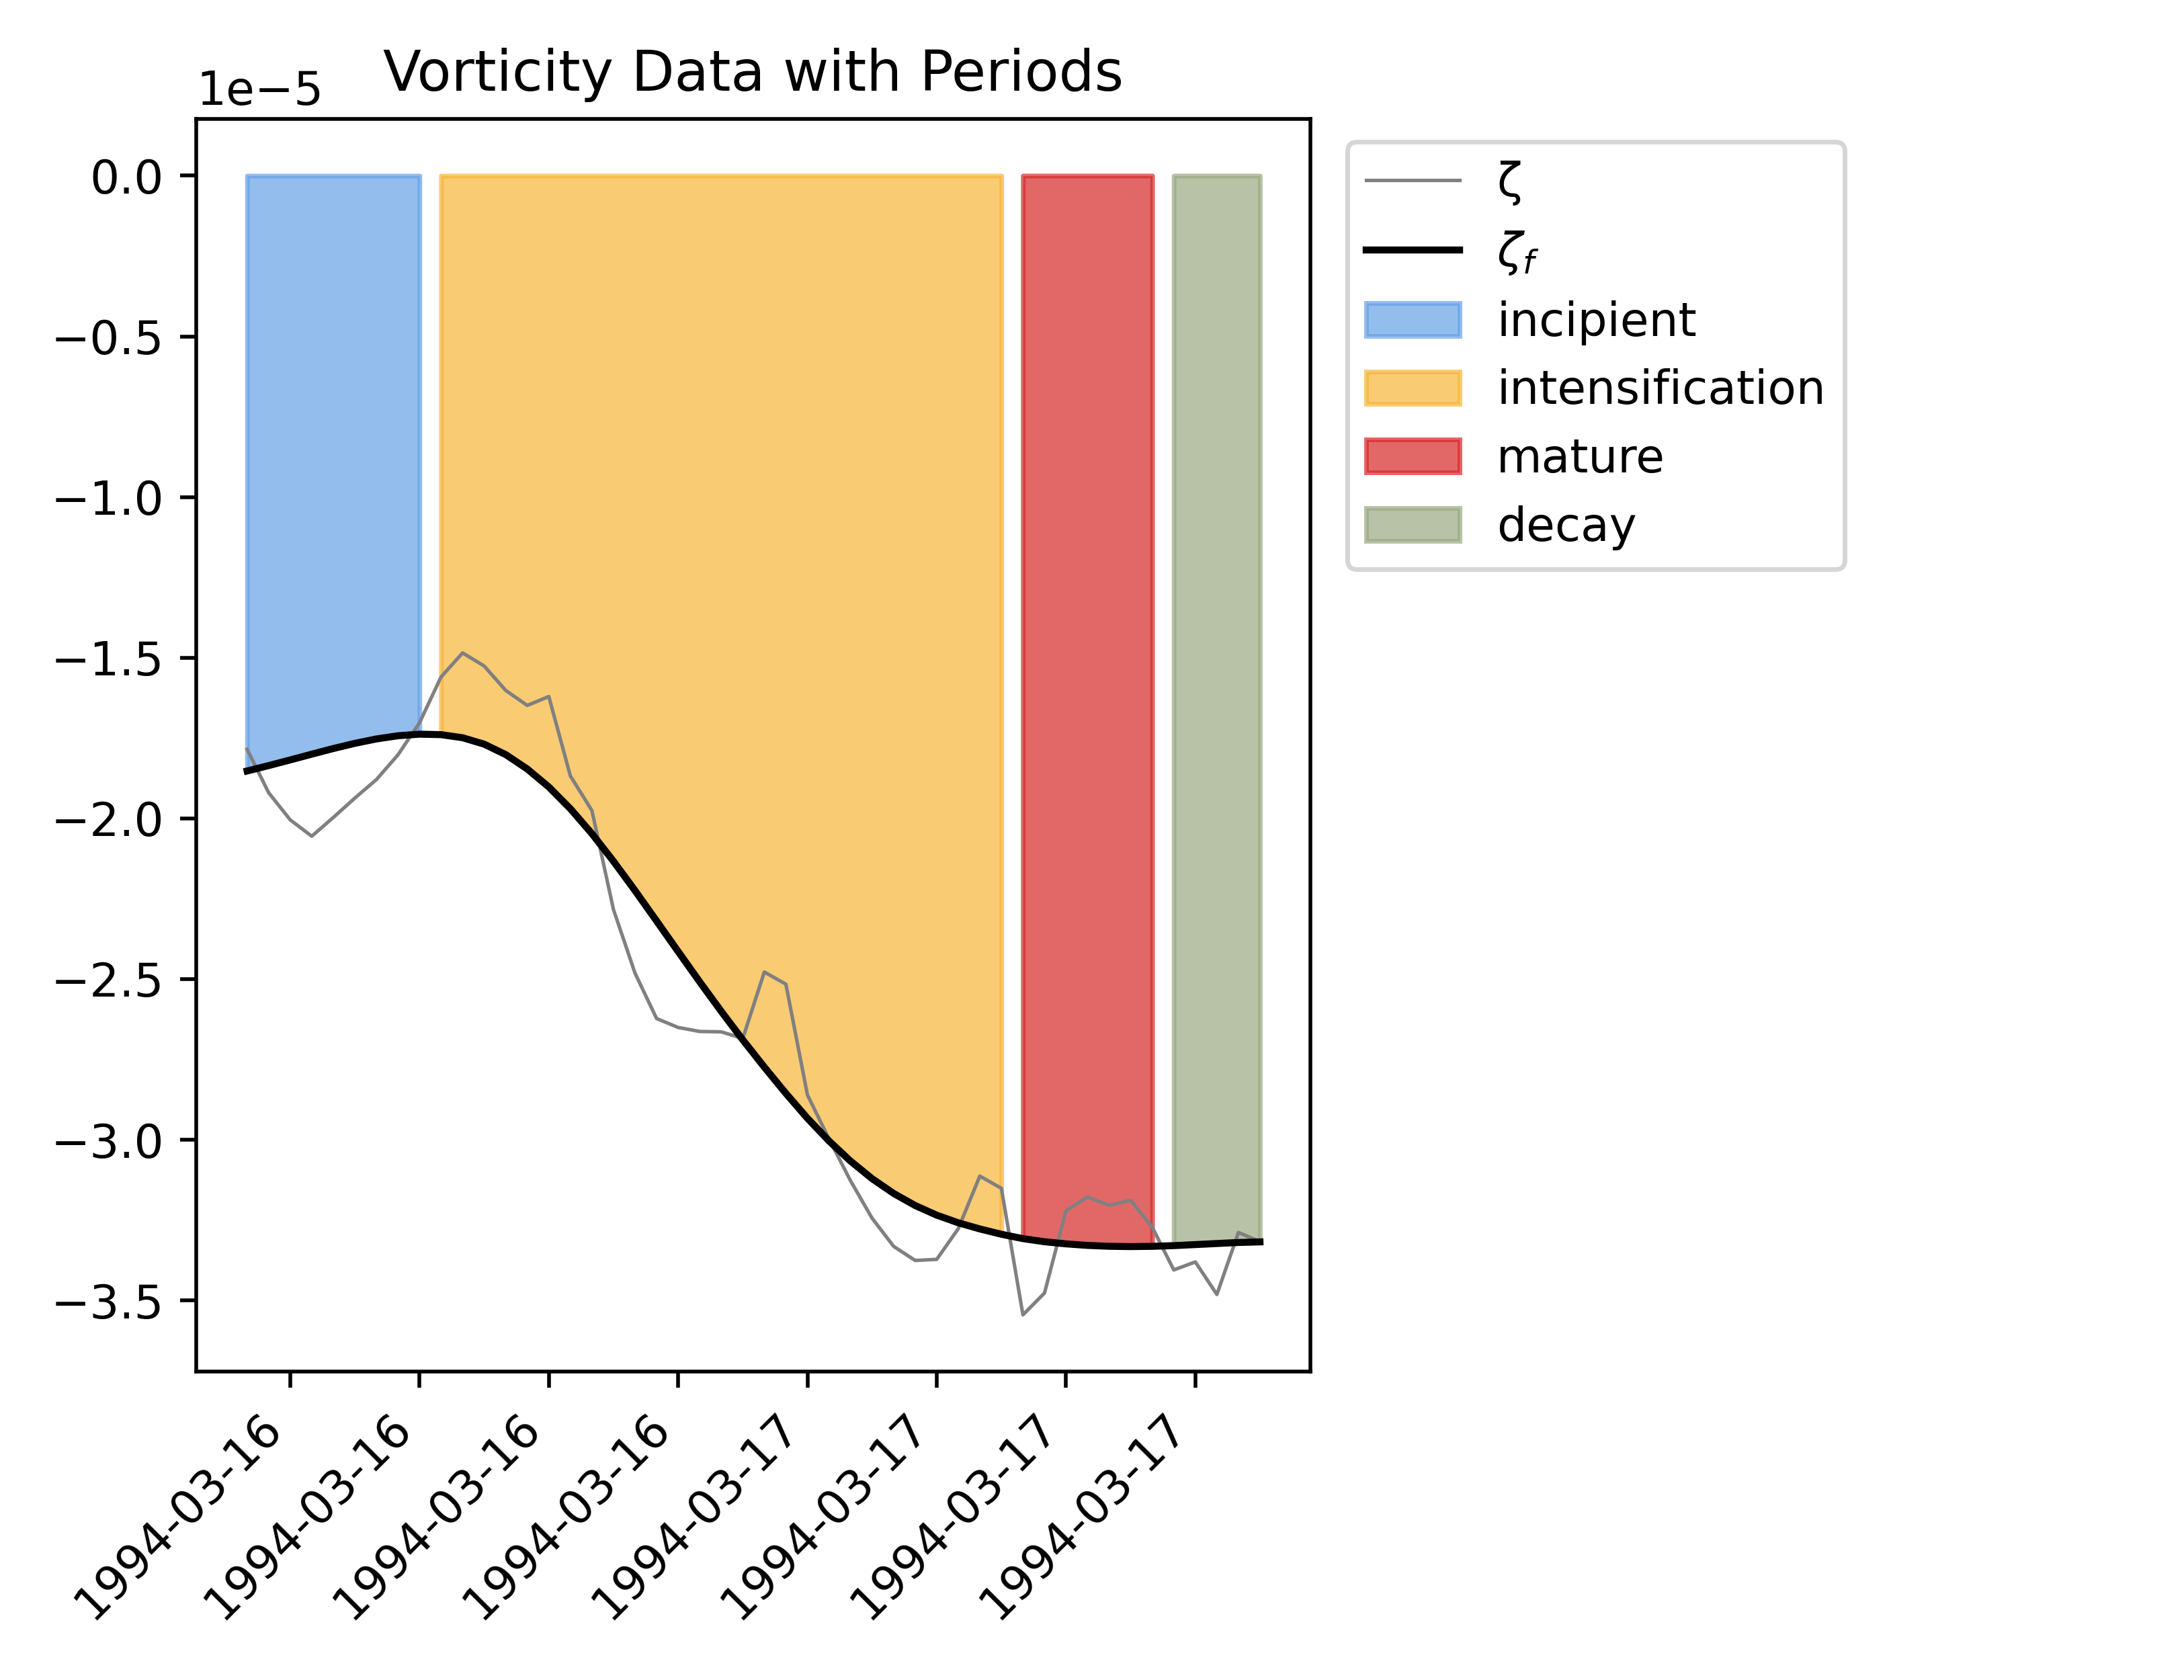 Vorticity Data with Periods
1e−5
0.0
−0.5
−1.0
−1.5
−2.0
−2.5
−3.0
−3.5
1994-03-16
1994-03-16
1994-03-16
1994-03-16
1994-03-17
1994-03-17
1994-03-17
1994-03-17
ζ
ζf
incipient
intensification
mature
decay